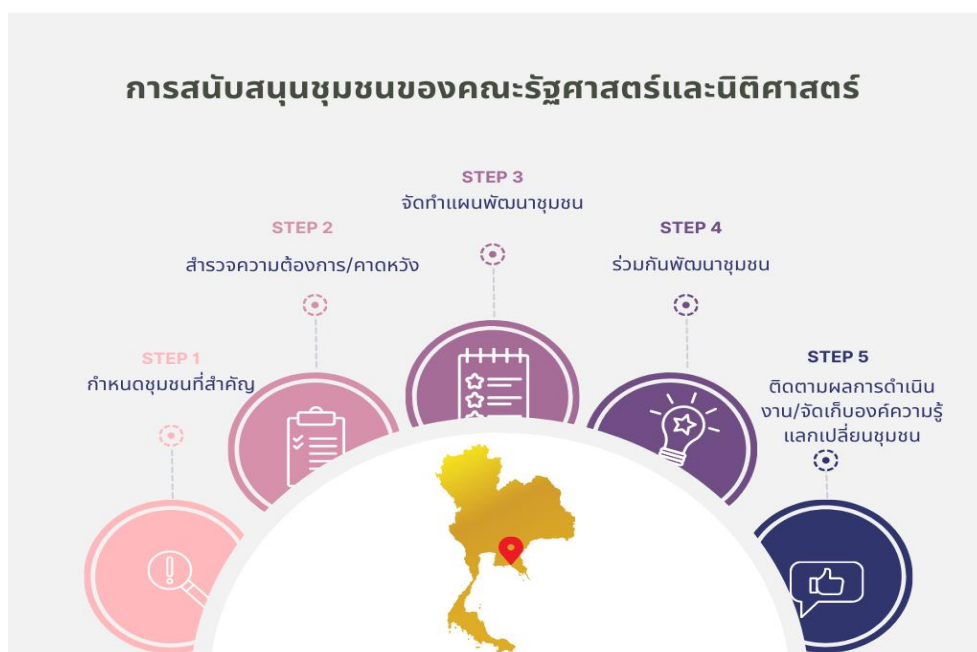 การสนับสนุนชุมชนของคณะรัฐศาสตร์และนิติศาสตร์
STEP 1
กำหนดชุมชนที่สำคัญ
STEP 2
สำรวจความต้องการ/คาดหวัง
STEP 3
จัดทำแผนพัฒนาชุมชน
STEP 4
ร่วมกันพัฒนาชุมชน
STEP 5
ติดตามผลการดำเนิน
งาน/จัดเก็บองค์ความรู้
แลกเปลี่ยนชุมชน